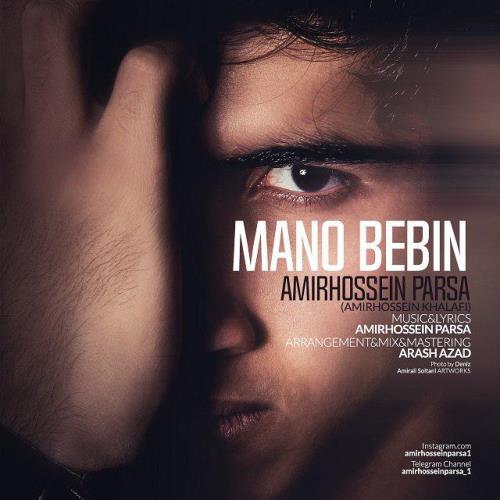 MANO BEBIN
AMIRHOSSEIN PARSA
(AMIRHOSSEIN KHALAFI)
MUSIC&LYRICS
AMIRHOSSEIN PARSA
ARRANGEMENT&MIX&MASTERING
ARASH AZAD
Photo by Deniz
Amirali Soltani ARTWORKS
Instagram.com
amirhosseinparsa1
Telegram Channel
amirhosseinparsa_1